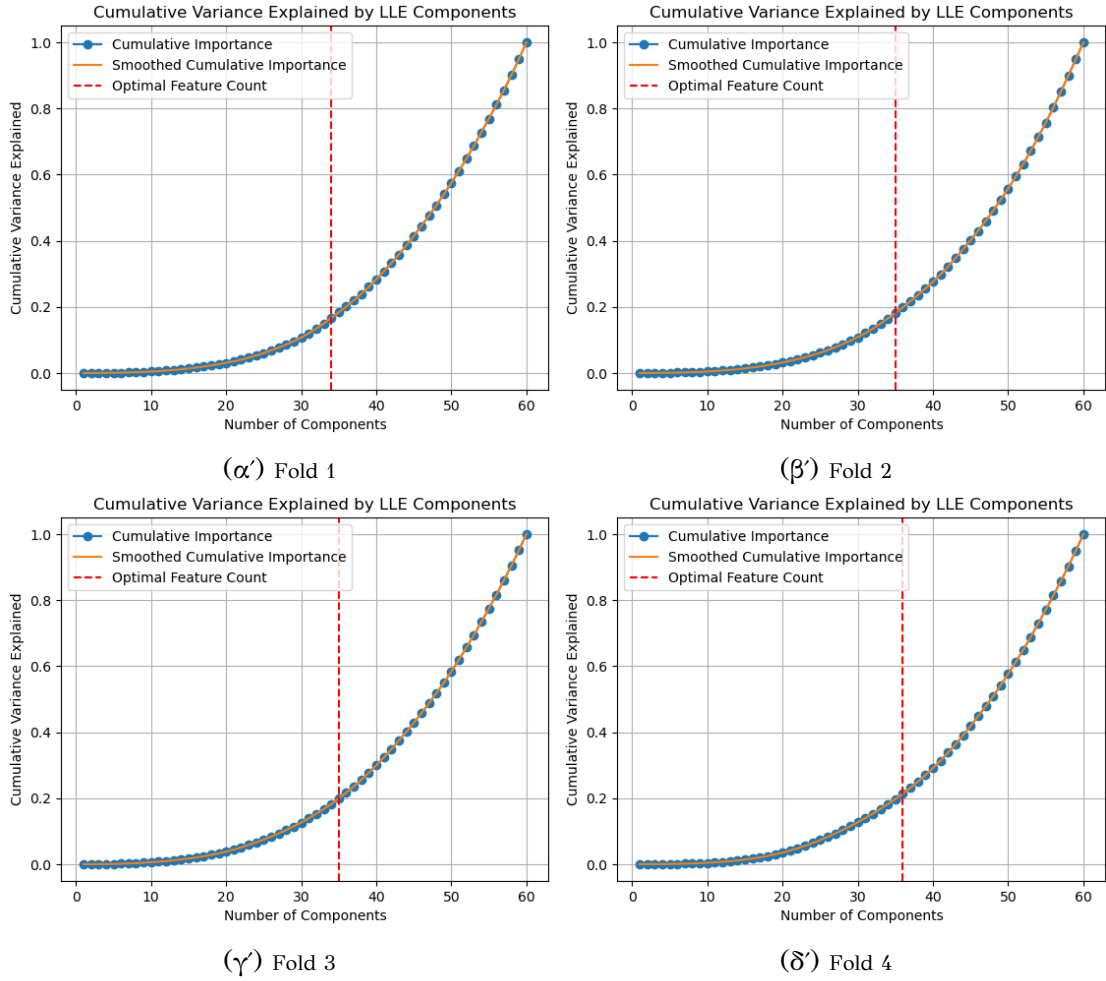 Cumulative Variance Explained by LLE Components
Cumulative Importance
Smoothed Cumulative Importance
Optimal Feature Count
Cumulative Variance Explained
1.0
0.8
0.6
0.4
0.2
0.0
0 10 20 30 40 50 60
Number of Components
(α΄) Fold 1
Cumulative Variance Explained by LLE Components
Cumulative Importance
Smoothed Cumulative Importance
Optimal Feature Count
Cumulative Variance Explained
1.0
0.8
0.6
0.4
0.2
0.0
0 10 20 30 40 50 60
Number of Components
(β΄) Fold 2
Cumulative Variance Explained by LLE Components
Cumulative Importance
Smoothed Cumulative Importance
Optimal Feature Count
Cumulative Variance Explained
1.0
0.8
0.6
0.4
0.2
0.0
0 10 20 30 40 50 60
Number of Components
(γ΄) Fold 3
Cumulative Variance Explained by LLE Components
Cumulative Importance
Smoothed Cumulative Importance
Optimal Feature Count
Cumulative Variance Explained
1.0
0.8
0.6
0.4
0.2
0.0
0 10 20 30 40 50 60
Number of Components
(δ΄) Fold 4